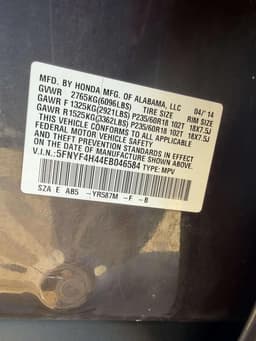 MFD. BY HONDA MFG. OF ALABAMA, LLC 04/'14
GVWR 2765KG(6096LBS) TIRE SIZE RIM SIZE
GAWR F 1325KG(2921LBS) P235/60R18 102T 18X7.5J
GAWR R1525KG(3362LBS) P235/60R18 102T 18X7.5J
THIS VEHICLE CONFORMS TO ALL APPLICABLE
FEDERAL MOTOR VEHICLE SAFETY
AND THEFT PREVENTION STANDARDS IN EFFECT
ON THE DATE OF MANUFACTURE SHOWN ABOVE.
V.I.N.:5FNYF4H44EB046584 TYPE: MPV
SZA E AB5 -YR587M -F -B